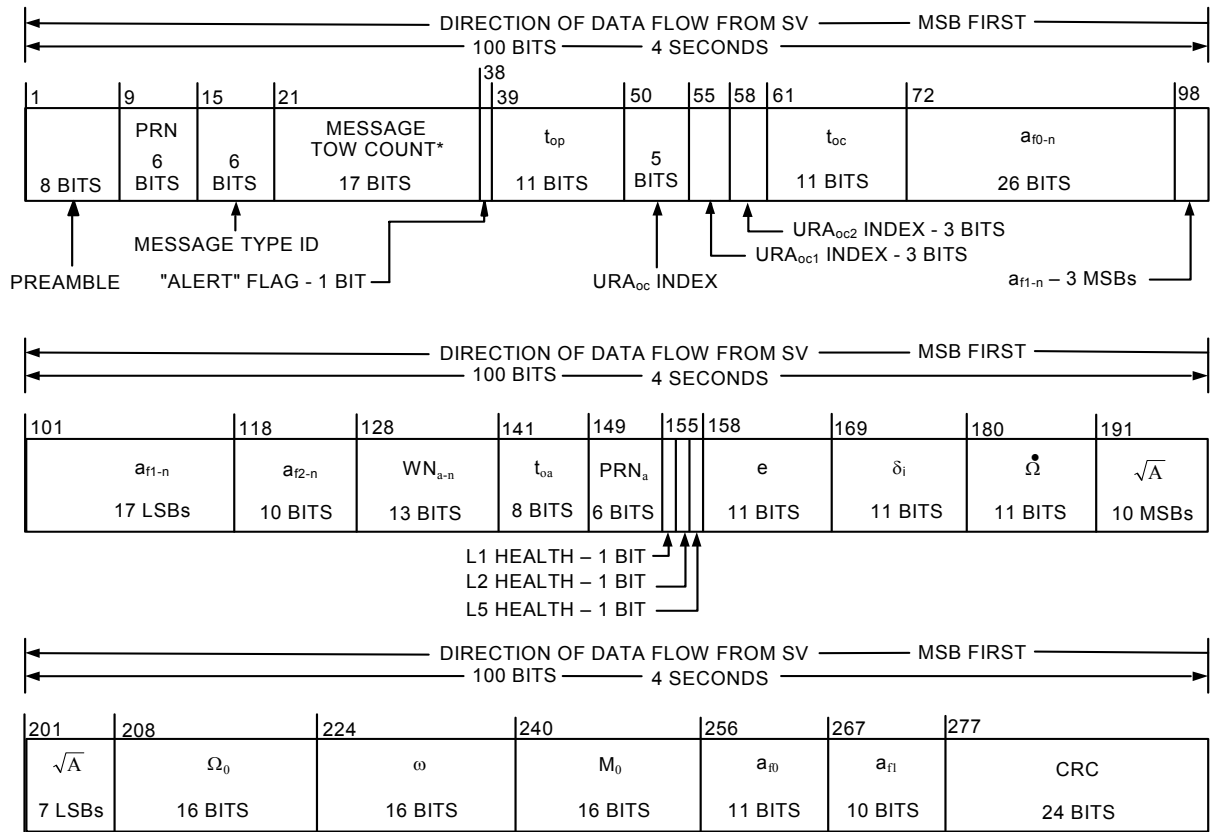 DIRECTION OF DATA FLOW FROM SV MSB FIRST
100 BITS 4 SECONDS
38
1 9 15 21 39 50 55 58 61 72 98
PRN MESSAGE
TOW COUNT* t_op t_oc a_f0-n
6 6 5
8 BITS BITS BITS 17 BITS 11 BITS BITS 11 BITS 26 BITS
URA_oc2 INDEX - 3 BITS
MESSAGE TYPE ID
URA_oc1 INDEX - 3 BITS
PREAMBLE "ALERT" FLAG - 1 BIT URA_oc INDEX a_f1-n – 3 MSBs
DIRECTION OF DATA FLOW FROM SV MSB FIRST
100 BITS 4 SECONDS
101 118 128 141 149 155 158 169 180 191
a_f1-n a_f2-n WN_a-n t_oa PRN_a e δ_i Ω̇ √A
17 LSBs 10 BITS 13 BITS 8 BITS 6 BITS 11 BITS 11 BITS 11 BITS 10 MSBs
L1 HEALTH – 1 BIT
L2 HEALTH – 1 BIT
L5 HEALTH – 1 BIT
DIRECTION OF DATA FLOW FROM SV MSB FIRST
100 BITS 4 SECONDS
201 208 224 240 256 267 277
√A Ω_0 ω M_0 a_f0 a_f1 CRC
7 LSBs 16 BITS 16 BITS 16 BITS 11 BITS 10 BITS 24 BITS